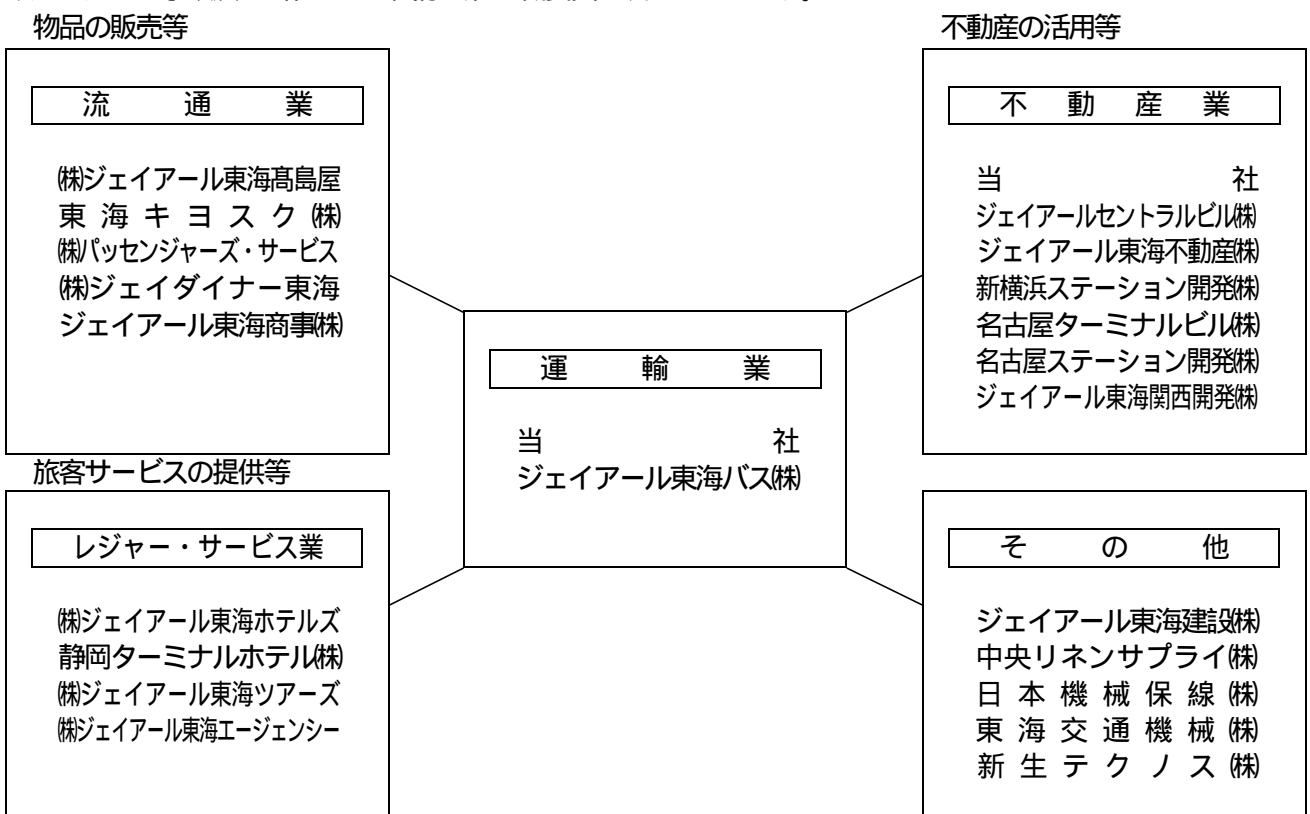 物品の販売等
流通業
㈱ジェイアール東海髙島屋
東海キヨスク㈱
㈱パッセンジャーズ・サービス
㈱ジェイダイナー東海
ジェイアール東海商事㈱
不動産の活用等
不動産業
当社
ジェイアールセントラルビル㈱
ジェイアール東海不動産㈱
新横浜ステーション開発㈱
名古屋ターミナルビル㈱
名古屋ステーション開発㈱
ジェイアール東海関西開発㈱
運輸業
当社
ジェイアール東海バス㈱
旅客サービスの提供等
レジャー・サービス業
㈱ジェイアール東海ホテルズ
静岡ターミナルホテル㈱
㈱ジェイアール東海ツアーズ
㈱ジェイアール東海エージェンシー
その他
ジェイアール東海建設㈱
中央リネンサプライ㈱
日本機械保線㈱
東海交通機械㈱
新生テクノス㈱